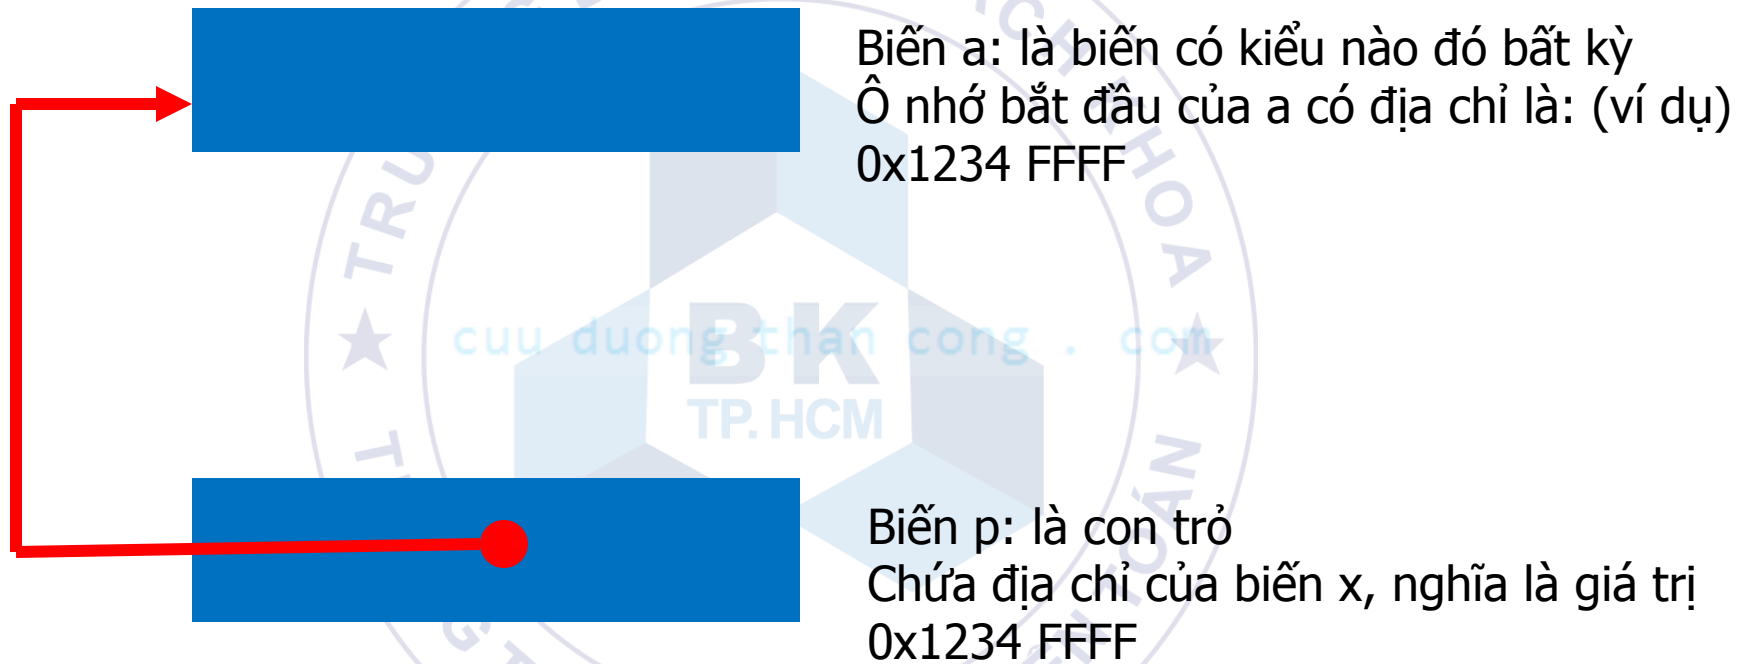 Biến a: là biến có kiểu nào đó bất kỳ
Ô nhớ bắt đầu của a có địa chỉ là: (ví dụ)
0x1234 FFFF
cuu duong than cong . com
BK
TP. HCM
Biến p: là con trỏ
Chứa địa chỉ của biến x, nghĩa là giá trị
0x1234 FFFF